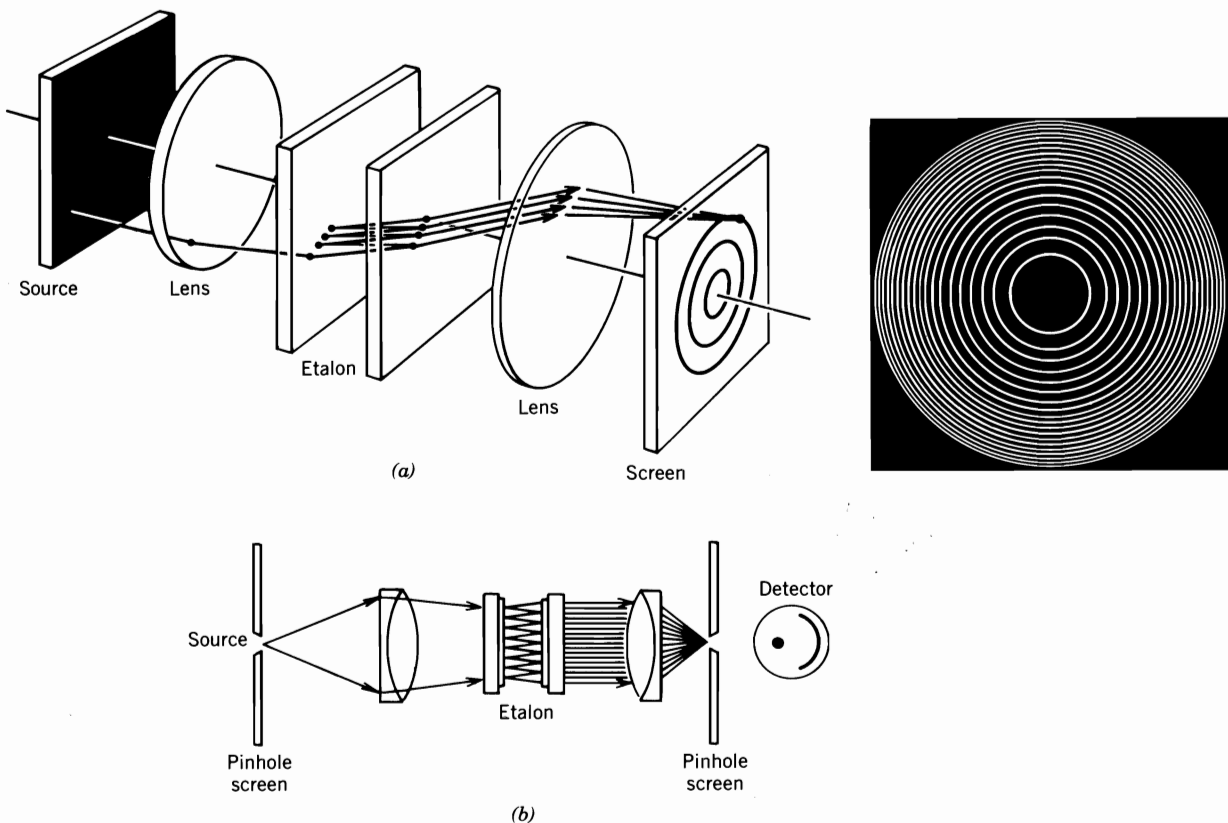 Source
Lens
Etalon
Lens
Screen
(a)
Source
Etalon
Detector
Pinhole
screen
Pinhole
screen
(b)